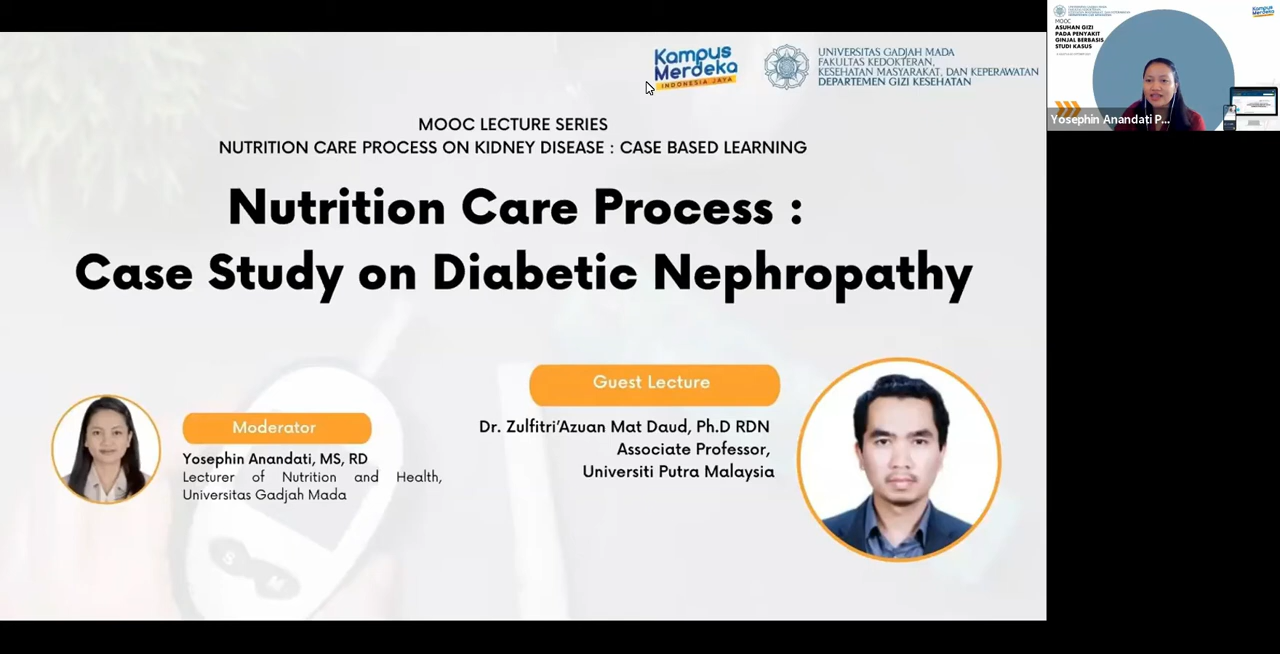 Kampus
Merdeka
INDONESIA JAYA
UNIVERSITAS GADJAH MADA
FAKULTAS KEDOKTERAN,
KESEHATAN MASYARAKAT, DAN KEPERAWATAN
DEPARTEMEN GIZI KESEHATAN
MOOC LECTURE SERIES
NUTRITION CARE PROCESS ON KIDNEY DISEASE : CASE BASED LEARNING
Nutrition Care Process :
Case Study on Diabetic Nephropathy
Moderator
Yosephin Anandati, MS, RD
Lecturer of Nutrition and Health,
Universitas Gadjah Mada
Guest Lecture
Dr. Zulfitri'Azuan Mat Daud, Ph.D RDN
Associate Professor,
Universiti Putra Malaysia
S
M
Kampus
Merdeka
MOOC
ASUHAN GIZI
PADA PENYAKIT
GINJAL BERBASIS
STUDI KASUS
Yosephin Anandati P...